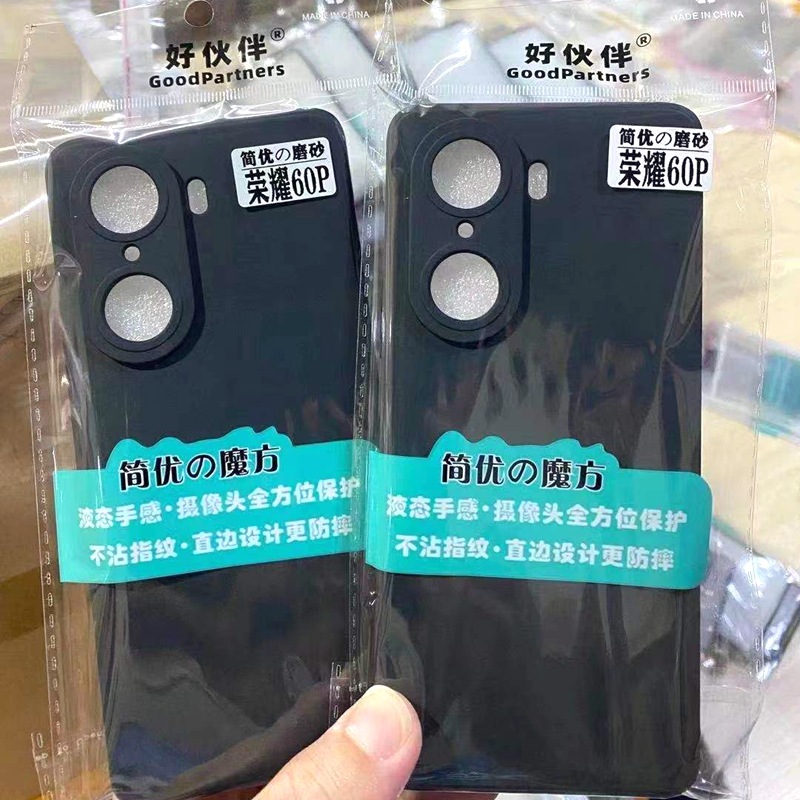 MADE IN CHINA
好伙伴®
GoodPartners
简优の磨砂
荣耀60P
简优の魔方
液态手感·摄像头全方位保护
不沾指纹·直边设计更防摔
MADE IN CHINA
好伙伴®
GoodPartners
简优の磨砂
荣耀60P
简优の魔方
液态手感·摄像头全方位保护
不沾指纹·直边设计更防摔